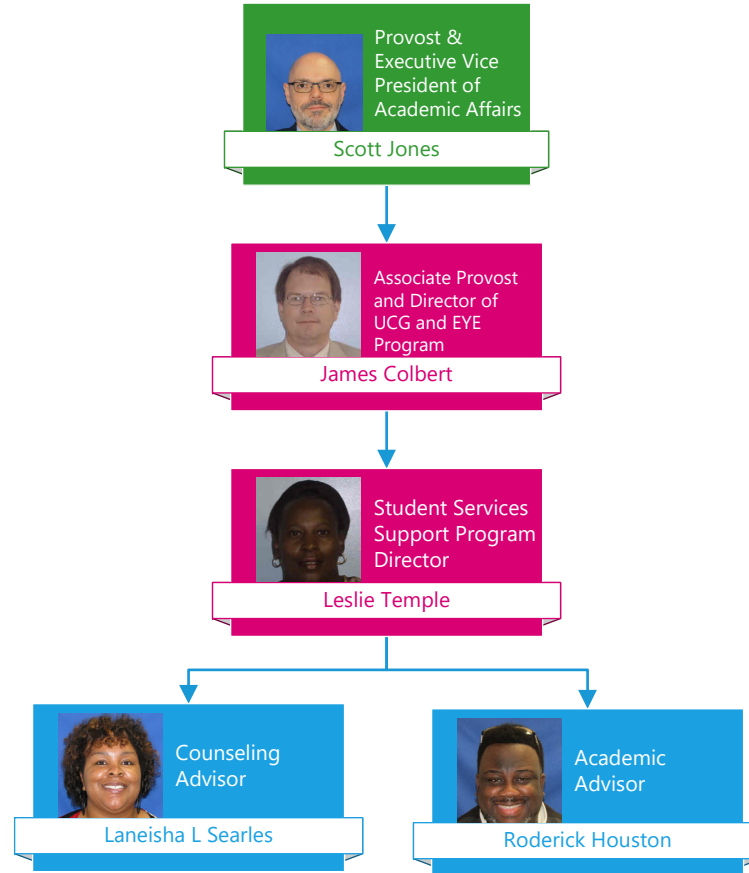 Provost &
Executive Vice
President of
Academic Affairs
Scott Jones
Associate Provost
and Director of
UCG and EYE
Program
James Colbert
Student Services
Support Program
Director
Leslie Temple
Counseling
Advisor
Laneisha L Searles
Academic
Advisor
Roderick Houston